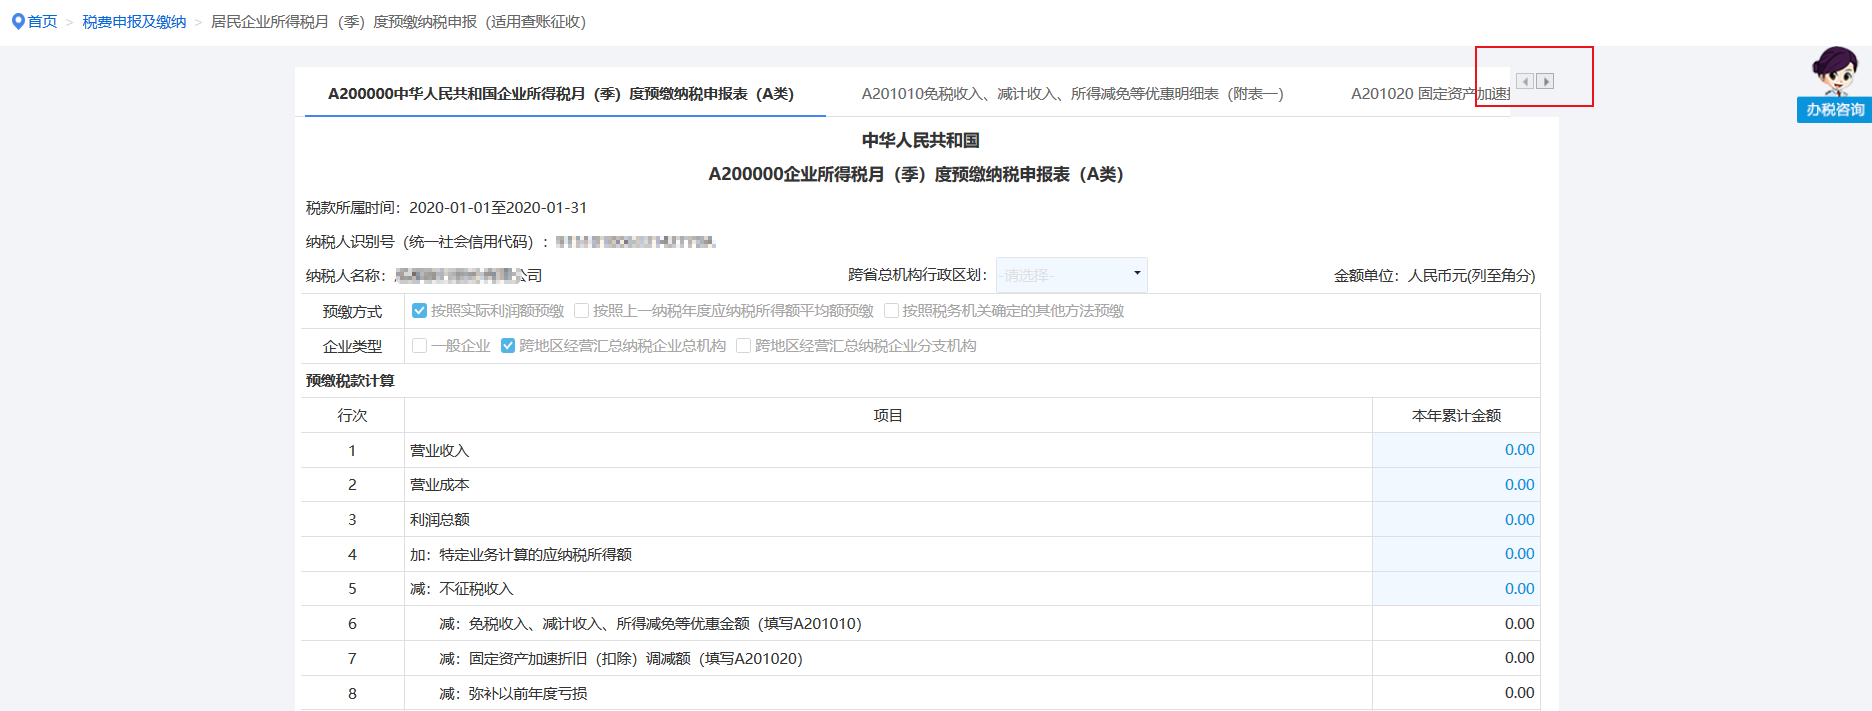 首页 > 税费申报及缴纳 > 居民企业所得税月（季）度预缴纳税申报（适用查账征收）
办税咨询
A200000中华人民共和国企业所得税月（季）度预缴纳税申报表（A类） A201010免税收入、减计收入、所得减免等优惠明细表（附表一） A201020 固定资产加速
中华人民共和国
A200000企业所得税月（季）度预缴纳税申报表（A类）
税款所属时间：2020-01-01至2020-01-31
纳税人识别号（统一社会信用代码）：
纳税人名称： 公司 跨省总机构行政区划： -请选择- 金额单位：人民币元(列至角分)
预缴方式 按照实际利润额预缴 按照上一纳税年度应纳税所得额平均额预缴 按照税务机关确定的其他方法预缴
企业类型 一般企业 跨地区经营汇总纳税企业总机构 跨地区经营汇总纳税企业分支机构
预缴税款计算
行次 项目 本年累计金额
1 营业收入 0.00
2 营业成本 0.00
3 利润总额 0.00
4 加：特定业务计算的应纳税所得额 0.00
5 减：不征税收入 0.00
6 减：免税收入、减计收入、所得减免等优惠金额（填写A201010） 0.00
7 减：固定资产加速折旧（扣除）调减额（填写A201020） 0.00
8 减：弥补以前年度亏损 0.00